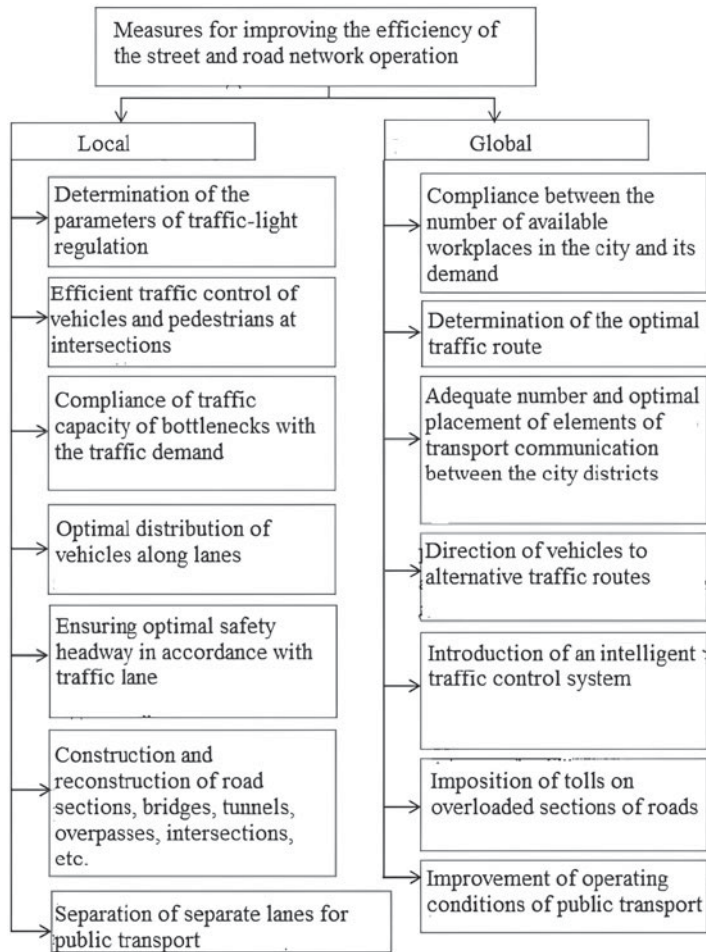 Measures for improving the efficiency of
the street and road network operation
Local
Determination of the
parameters of traffic-light
regulation
Efficient traffic control of
vehicles and pedestrians at
intersections
Compliance of traffic
capacity of bottlenecks with
the traffic demand
Optimal distribution of
vehicles along lanes
Ensuring optimal safety
headway in accordance with
traffic lane
Construction and
reconstruction of road
sections, bridges, tunnels,
overpasses, intersections,
etc.
Separation of separate lanes for
public transport
Global
Compliance between the
number of available
workplaces in the city and its
demand
Determination of the optimal
traffic route
Adequate number and optimal
placement of elements of
transport communication
between the city districts
Direction of vehicles to
alternative traffic routes
Introduction of an intelligent
traffic control system
Imposition of tolls on
overloaded sections of roads
Improvement of operating
conditions of public transport